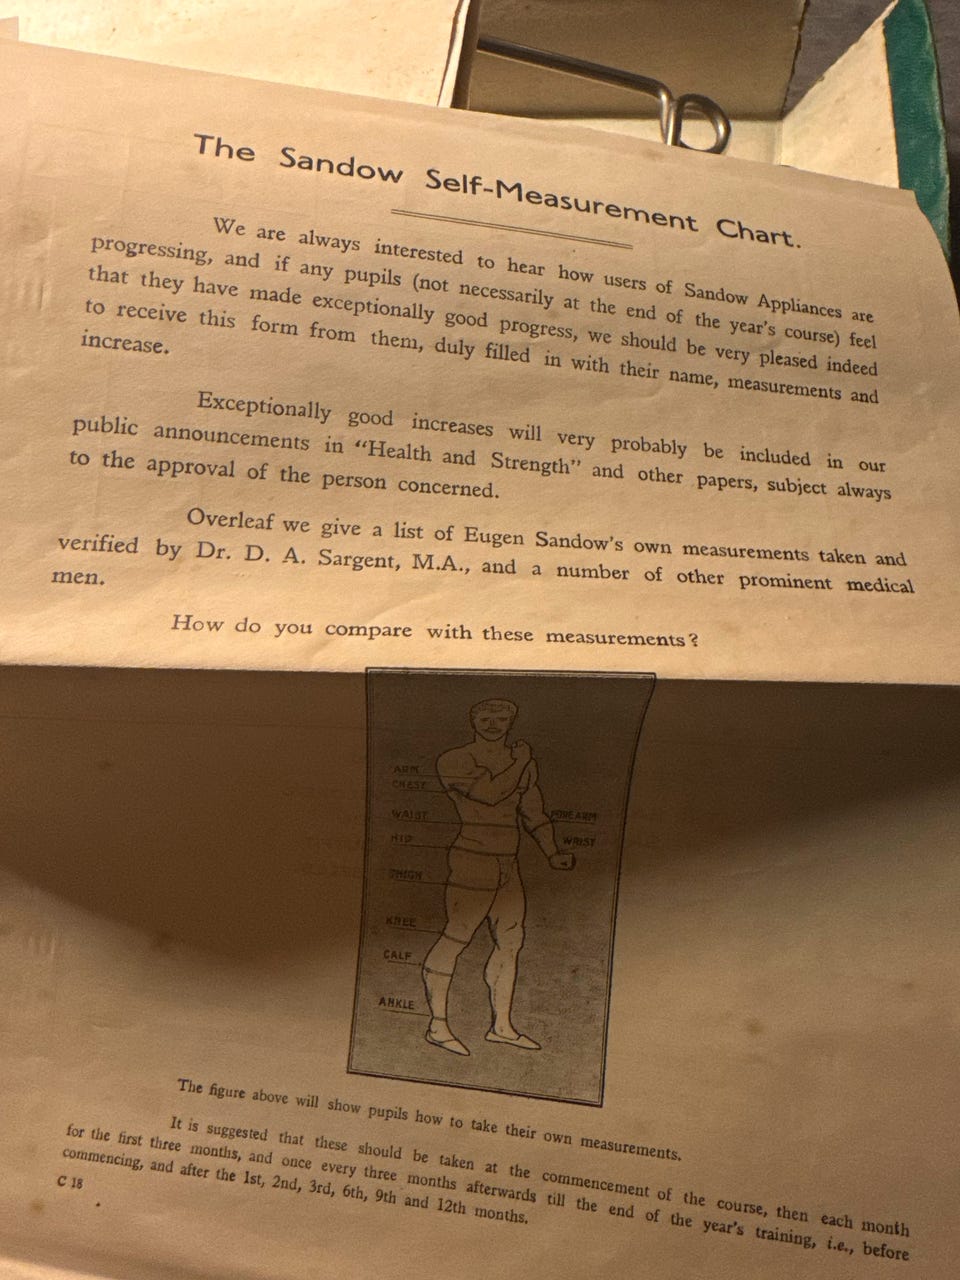 The Sandow Self-Measurement Chart.
We are always interested to hear how users of Sandow Appliances are
progressing, and if any pupils (not necessarily at the end of the year's course) feel
that they have made exceptionally good progress, we should be very pleased indeed
to receive this form from them, duly filled in with their name, measurements and
increase.
Exceptionally good increases will very probably be included in our
public announcements in "Health and Strength" and other papers, subject always
to the approval of the person concerned.
Overleaf we give a list of Eugen Sandow's own measurements taken and
verified by Dr. D. A. Sargent, M.A., and a number of other prominent medical
men.
How do you compare with these measurements?
ARM
CHEST
WAIST
HIP
THIGH
KNEE
CALF
ANKLE
FOREARM
WRIST
The figure above will show pupils how to take their own measurements.
It is suggested that these should be taken at the commencement of the course, then each month
for the first three months, and once every three months afterwards till the end of the year's training, i.e., before
commencing, and after the 1st, 2nd, 3rd, 6th, 9th and 12th months.
C 18